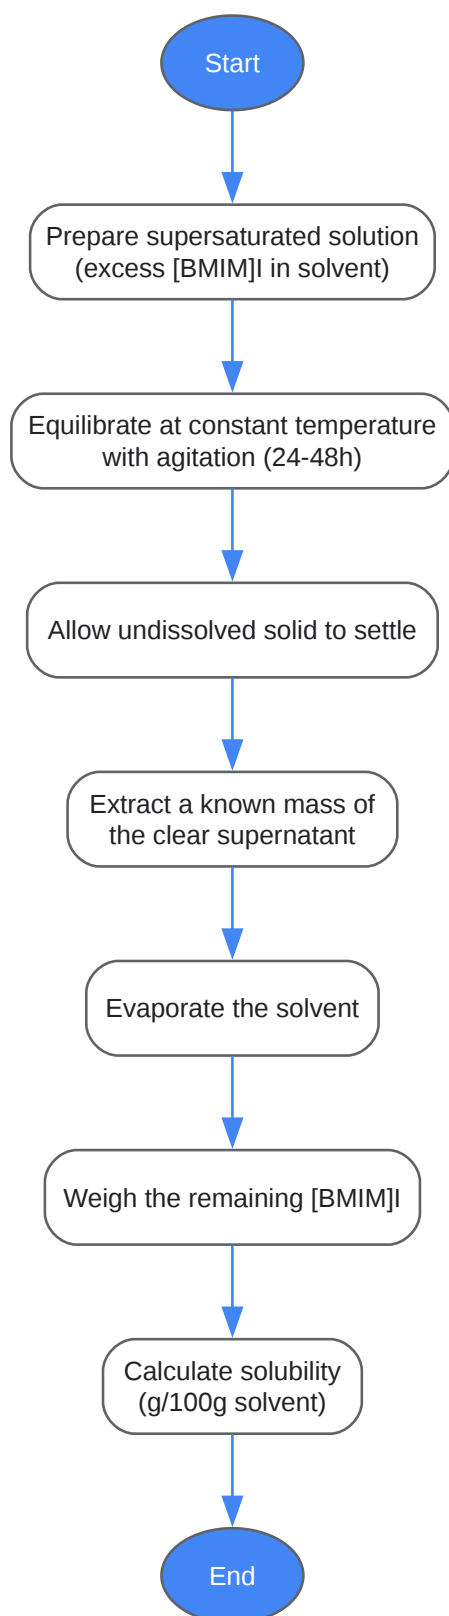 Start
Prepare supersaturated solution
(excess [BMIM]I in solvent)
Equilibrate at constant temperature
with agitation (24-48h)
Allow undissolved solid to settle
Extract a known mass of
the clear supernatant
Evaporate the solvent
Weigh the remaining [BMIM]I
Calculate solubility
(g/100g solvent)
End